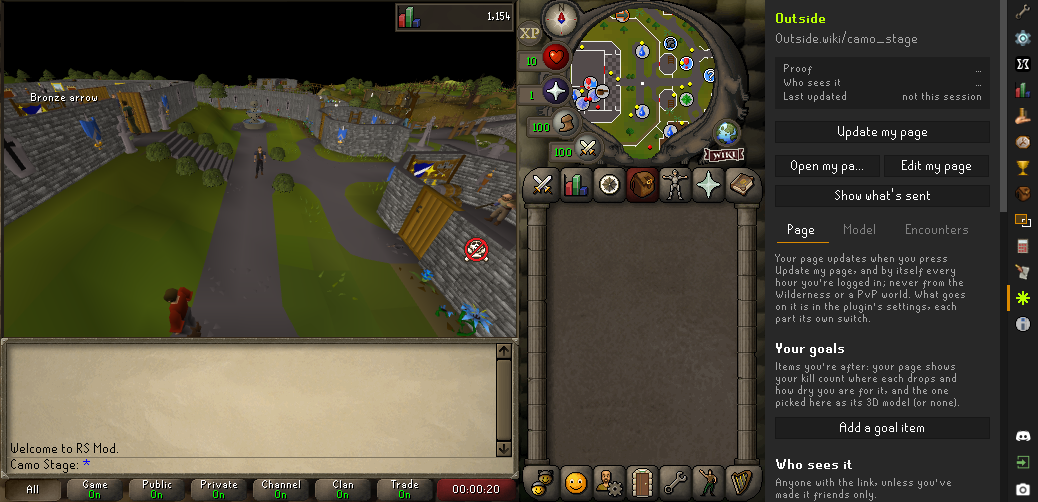 1,154
Bronze arrow
XP
10
1
100
100
WIKI
Welcome to RS Mod.
Camo Stage: *
All
Game
On
Public
On
Private
On
Channel
On
Clan
On
Trade
On
00:00:20
Outside
Outside.wiki/camo_stage
Proof ...
Who sees it ...
Last updated not this session
Update my page
Open my pa...
Edit my page
Show what's sent
Page
Model
Encounters
Your page updates when you press
Update my page, and by itself every
hour you're logged in; never from the
Wilderness or a PvP world. What goes
on it is in the plugin's settings, each
part its own switch.
Your goals
Items you're after: your page shows
your kill count where each drops and
how dry you are for it, and the one
picked here as its 3D model (or none).
Add a goal item
Who sees it
Anyone with the link, unless you've
made it friends only.